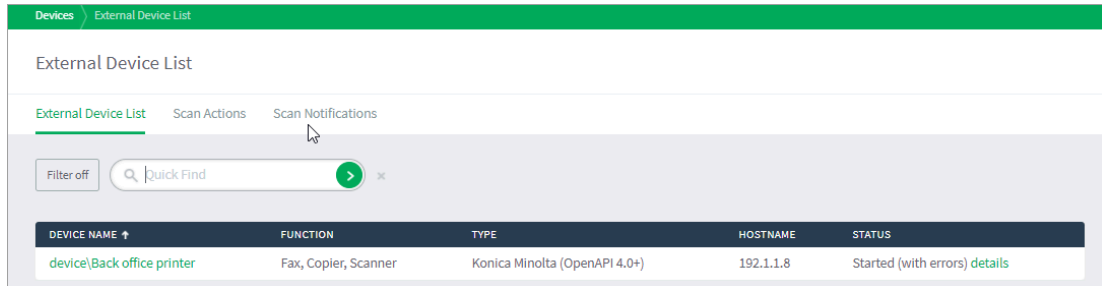 Devices External Device List
External Device List
External Device List Scan Actions Scan Notifications
Filter off Quick Find
DEVICE NAME ↑ FUNCTION TYPE HOSTNAME STATUS
device\Back office printer Fax, Copier, Scanner Konica Minolta (OpenAPI 4.0+) 192.1.1.8 Started (with errors) details